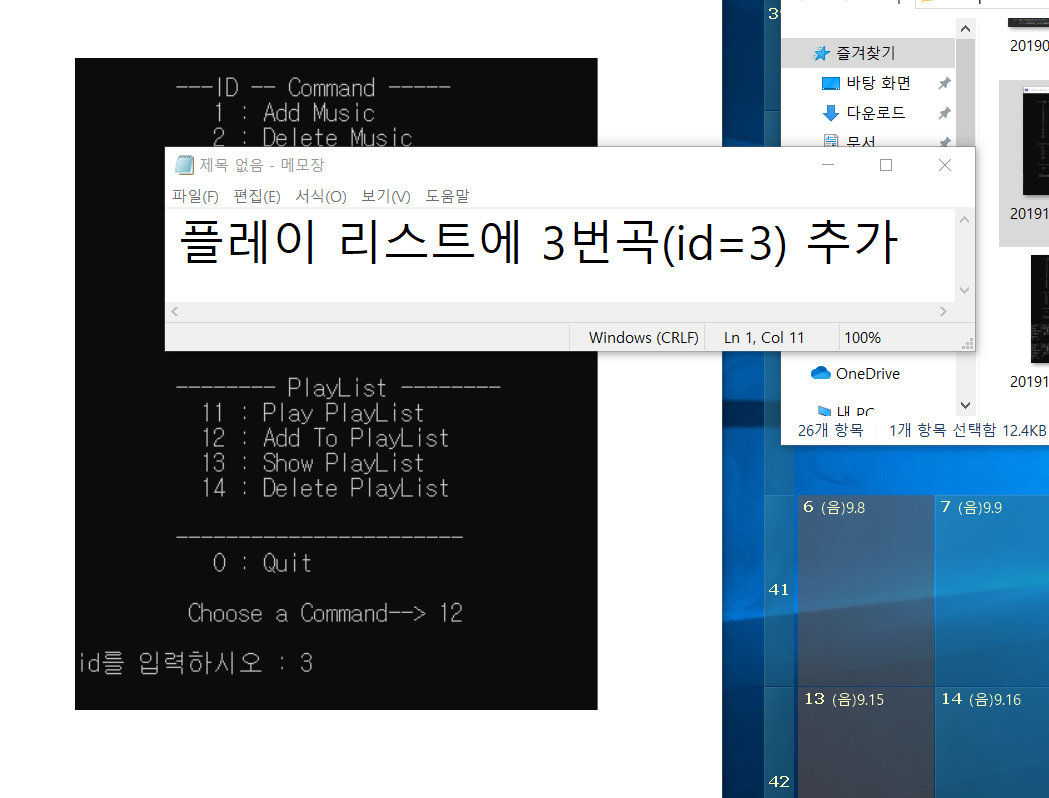 ---ID -- Command -----
1 : Add Music
2 : Delete Music
제목 없음 - 메모장
파일(F) 편집(E) 서식(O) 보기(V) 도움말
플레이 리스트에 3번곡(id=3) 추가
Windows (CRLF) Ln 1, Col 11 100%
-------- PlayList --------
11 : Play PlayList
12 : Add To PlayList
13 : Show PlayList
14 : Delete PlayList
-----------------------
0 : Quit
Choose a Command--> 12
id를 입력하시오 : 3
즐겨찾기
바탕 화면
다운로드
문서
OneDrive
내 PC
26개 항목 1개 항목 선택함 12.4KB
20190
20191
20191
6 (음)9.8 7 (음)9.9
41
13 (음)9.15 14 (음)9.16
42